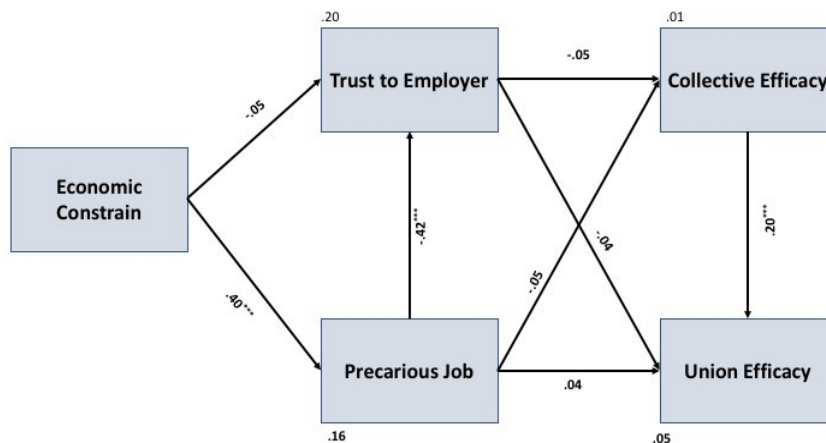 .20
.01
Trust to Employer
-.05
Collective Efficacy
-.05
Economic
Constrain
-.42***
.20***
-.04
-.05
.40***
Precarious Job
.04
Union Efficacy
.16
.05